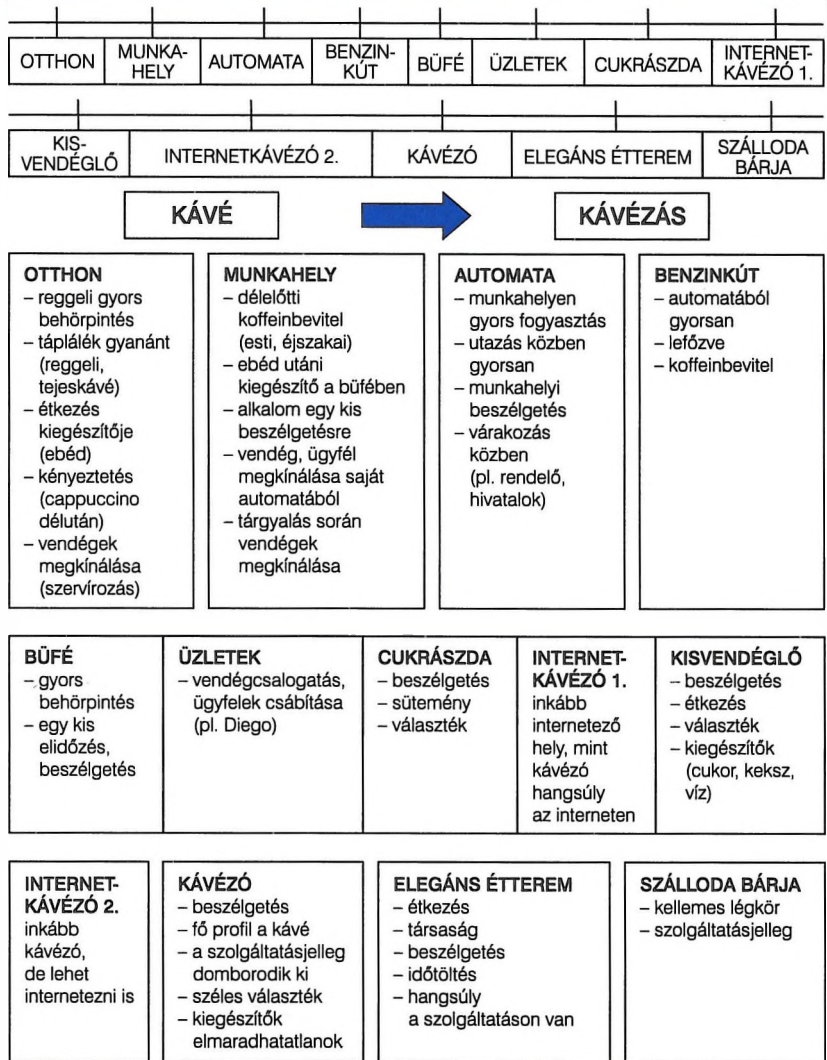 OTTHON
MUNKA-
HELY
AUTOMATA
BENZIN-
KÚT
BÜFÉ
ÜZLETEK
CUKRÁSZDA
INTERNET-
KÁVÉZÓ 1.
KIS-
VENDÉGLŐ
INTERNETKÁVÉZÓ 2.
KÁVÉZÓ
ELEGÁNS ÉTTEREM
SZÁLLODA
BÁRJA
KÁVÉ
KÁVÉZÁS
OTTHON
– reggeli gyors
behörpintés
– táplálék gyanánt
(reggeli,
tejeskávé)
– étkezés
kiegészítője
(ebéd)
– kényeztetés
(cappuccino
délután)
– vendégek
megkínálása
(szervírozás)
MUNKAHELY
– délelőtti
koffeinbevitel
(esti, éjszakai)
– ebéd utáni
kiegészítő a büfében
– alkalom egy kis
beszélgetésre
– vendég, ügyfél
megkínálása saját
automatából
– tárgyalás során
vendégek
megkínálása
AUTOMATA
– munkahelyen
gyors fogyasztás
– utazás közben
gyorsan
– munkahelyi
beszélgetés
– várakozás
közben
(pl. rendelő,
hivatalok)
BENZINKÚT
– automatából
gyorsan
– lefőzve
– koffeinbevitel
BÜFÉ
– gyors
behörpintés
– egy kis
elidőzés,
beszélgetés
ÜZLETEK
– vendégcsalogatás,
ügyfelek csábítása
(pl. Diego)
CUKRÁSZDA
– beszélgetés
– sütemény
– választék
INTERNET-
KÁVÉZÓ 1.
inkább
internetező
hely, mint
kávézó
hangsúly
az interneten
KISVENDÉGLŐ
– beszélgetés
– étkezés
– választék
– kiegészítők
(cukor, keksz,
víz)
INTERNET-
KÁVÉZÓ 2.
inkább
kávézó,
de lehet
internetezni is
KÁVÉZÓ
– beszélgetés
– fő profil a kávé
– a szolgáltatásjelleg
domborodik ki
– széles választék
– kiegészítők
elmaradhatatlanok
ELEGÁNS ÉTTEREM
– étkezés
– társaság
– beszélgetés
– időtöltés
– hangsúly
a szolgáltatáson van
SZÁLLODA BÁRJA
– kellemes légkör
– szolgáltatásjelleg